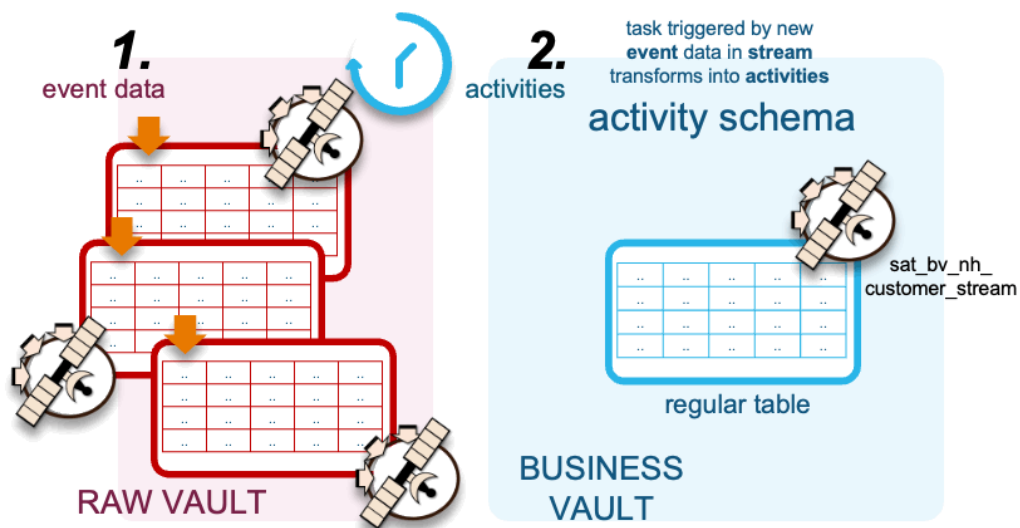 1.
event data
RAW VAULT
2.
activities
task triggered by new
event data in stream
transforms into activities
activity schema
sat_bv_nh_
customer_stream
regular table
BUSINESS
VAULT
.. .. .. .. ..
.. .. .. .. ..
.. .. .. .. ..
..
.. .. .. .. ..
.. .. .. .. ..
.. .. .. .. ..
..
.. .. .. .. ..
.. .. .. .. ..
.. .. .. .. ..
.. .. .. .. ..
.. .. .. .. ..
.. .. .. .. ..
.. .. .. .. ..
.. .. .. .. ..